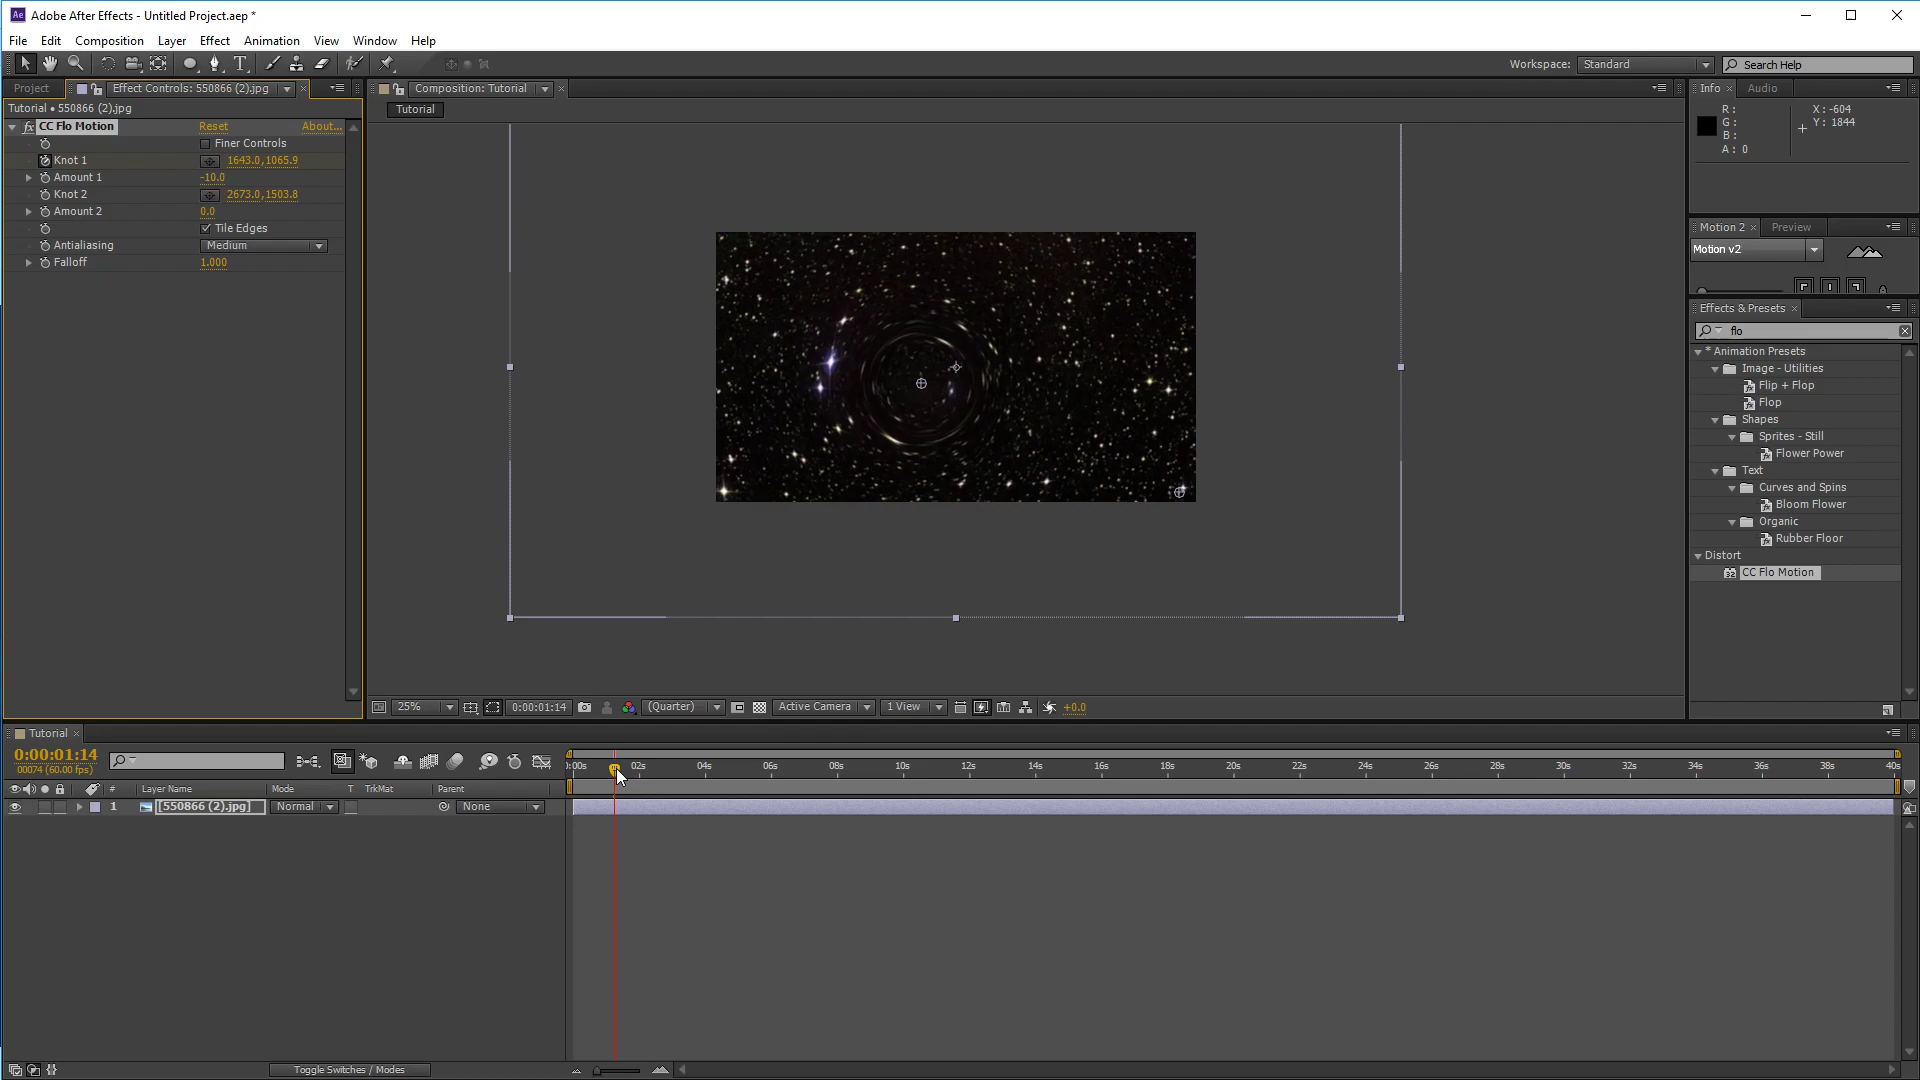 Adobe After Effects - Untitled Project.aep *
File Edit Composition Layer Effect Animation View Window Help
Workspace: Standard Search Help
Project Effect Controls: 550866 (2).jpg
Tutorial • 550866 (2).jpg
fx CC Flo Motion Reset About...
Finer Controls
Knot 1 1643.0,1065.9
Amount 1 -10.0
Knot 2 2673.0,1503.8
Amount 2 0.0
Tile Edges
Antialiasing Medium
Falloff 1.000
Composition: Tutorial
Tutorial
25% 0:00:01:14 (Quarter) Active Camera 1 View +0.0
Info Audio
R : X : -604
G : Y : 1844
B :
A : 0
Motion 2 Preview
Motion v2
Effects & Presets
flo
* Animation Presets
Image - Utilities
Flip + Flop
Flop
Shapes
Sprites - Still
Flower Power
Text
Curves and Spins
Bloom Flower
Organic
Rubber Floor
Distort
CC Flo Motion
Tutorial
0:00:01:14
00074 (60.00 fps)
0:00s 02s 04s 06s 08s 10s 12s 14s 16s 18s 20s 22s 24s 26s 28s 30s 32s 34s 36s 38s 40s
# Layer Name Mode T TrkMat Parent
1 [550866 (2).jpg] Normal None
Toggle Switches / Modes